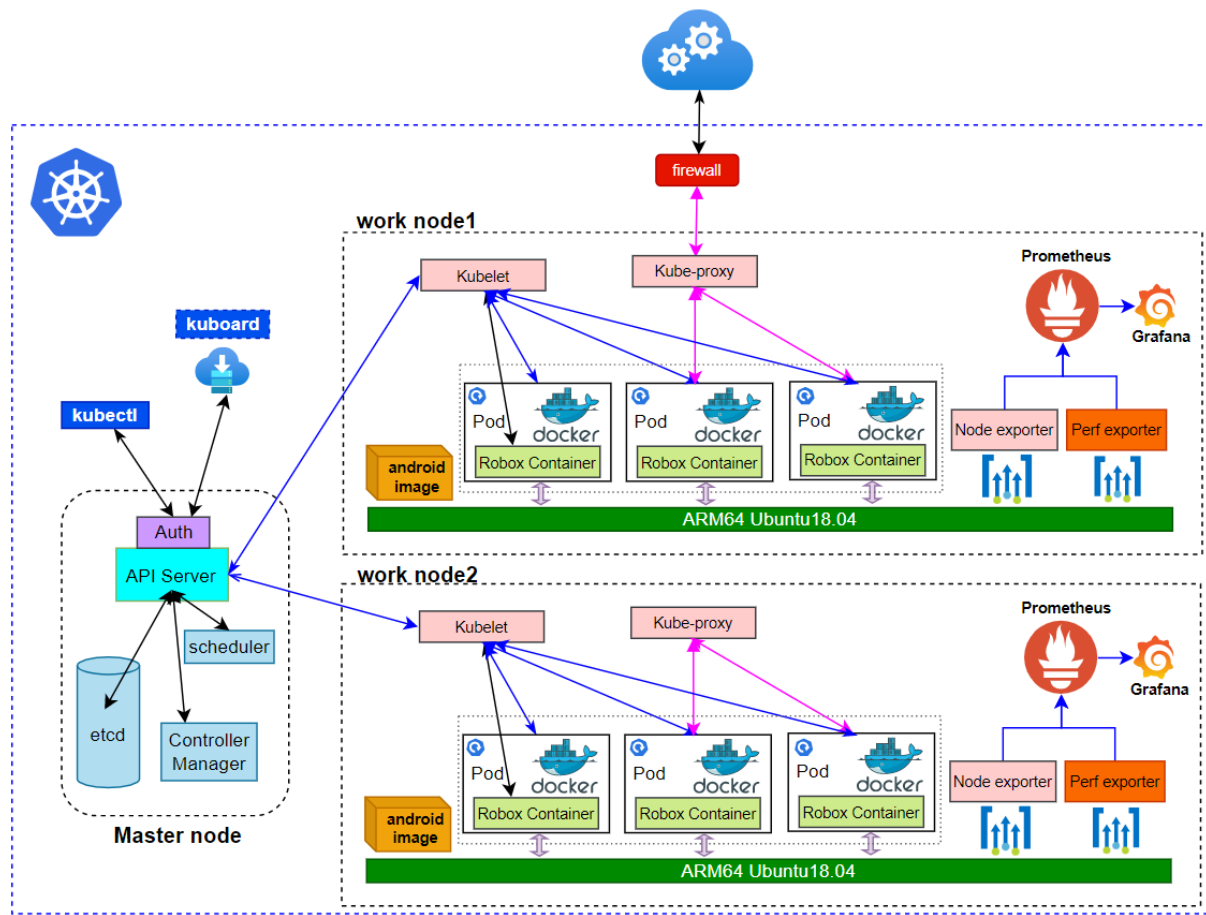 firewall
work node1
Kubelet
Kube-proxy
Prometheus
Grafana
kuboard
kubectl
Pod
docker
Robox Container
Pod
docker
Robox Container
Pod
docker
Robox Container
Node exporter
Perf exporter
android
image
ARM64 Ubuntu18.04
Auth
API Server
scheduler
etcd
Controller
Manager
Master node
work node2
Kubelet
Kube-proxy
Prometheus
Grafana
Pod
docker
Robox Container
Pod
docker
Robox Container
Pod
docker
Robox Container
Node exporter
Perf exporter
android
image
ARM64 Ubuntu18.04